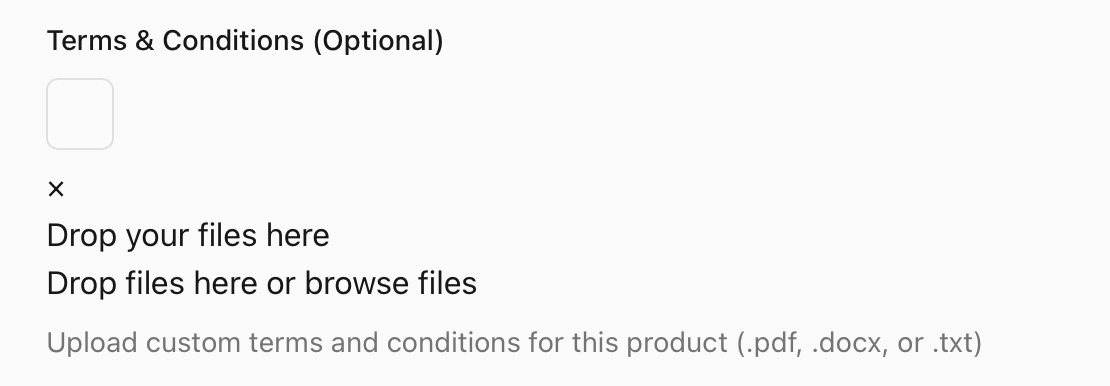 Terms & Conditions (Optional)
×
Drop your files here
Drop files here or browse files
Upload custom terms and conditions for this product (.pdf, .docx, or .txt)